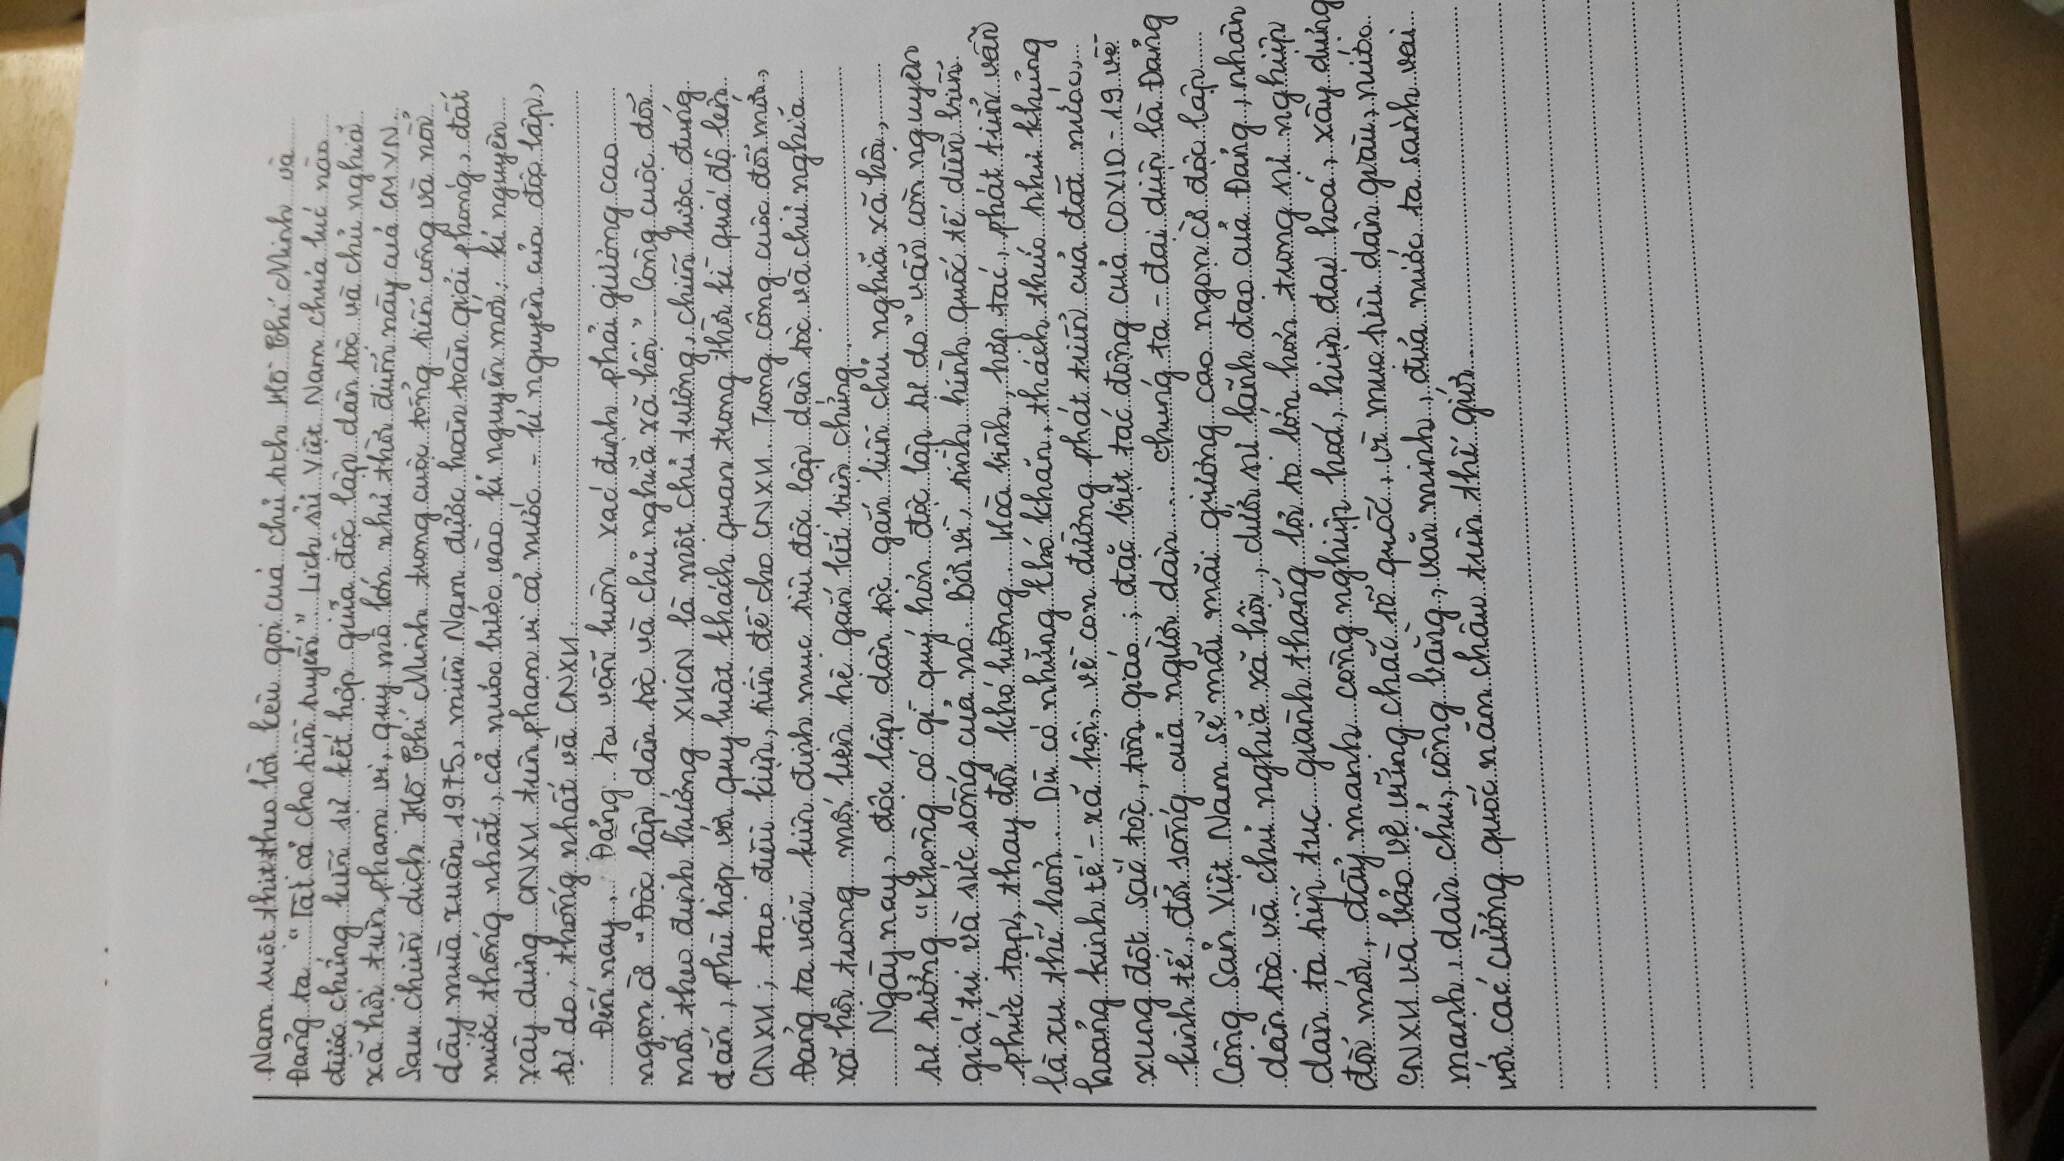 Nam ruột thịt theo lời kêu gọi của chủ tịch Hồ Chí Minh và
Đảng ta "Tất cả cho tiền tuyến". Lịch sử Việt Nam chưa lúc nào
được chứng kiến sự kết hợp giữa độc lập dân tộc và chủ nghĩa
xã hội trên phạm vi, quy mô lớn như thời điểm này của CMVN.
Sau chiến dịch Hồ Chí Minh trong cuộc tổng tiến công và nổi
dậy mùa xuân 1975, miền Nam được hoàn toàn giải phóng, đất
nước thống nhất, cả nước bước vào kỉ nguyên mới: kỉ nguyên
xây dựng CNXH trên phạm vi cả nước - kỉ nguyên của độc lập,
tự do, thống nhất và CNXH.
Đến nay, Đảng ta vẫn luôn xác định phải giương cao
ngọn cờ "Độc lập dân tộc và chủ nghĩa xã hội". Công cuộc đổi
mới theo định hướng XHCN là một chủ trương, chiến lược đúng
đắn, phù hợp với quy luật khách quan trong thời kì quá độ lên
CNXH; tạo điều kiện, tiền đề cho CNXH. Trong công cuộc đổi mới,
Đảng ta vẫn kiên định mục tiêu độc lập dân tộc và chủ nghĩa
xã hội trong mối liên hệ gắn kết biện chứng.
Ngày nay, độc lập dân tộc gắn liền chủ nghĩa xã hội,
tư tưởng "Không có gì quý hơn độc lập tự do" vẫn còn nguyên
giá trị và sức sống của nó. Bởi vì, tình hình quốc tế diễn biến
phức tạp, thay đổi khó lường. Hoà bình, hợp tác, phát triển vẫn
là xu thế hơn. Dù có những khó khăn, thách thức như khủng
hoảng kinh tế - xã hội, về con đường phát triển của đất nước,
xung đột sắc tộc, tôn giáo; đặc biệt tác động của COVID-19 về
kinh tế, đời sống của người dân... chúng ta - đại diện là Đảng
Cộng Sản Việt Nam sẽ mãi mãi giương cao ngọn cờ độc lập
dân tộc và chủ nghĩa xã hội, dưới sự lãnh đạo của Đảng, nhân
dân ta tiếp tục giành thắng lợi to lớn hơn trong sự nghiệp
đổi mới, đẩy mạnh công nghiệp hoá, hiện đại hoá, xây dựng
CNXH và bảo vệ vững chắc tổ quốc, vì mục tiêu dân giàu, nước
mạnh, dân chủ, công bằng, văn minh, đưa nước ta sánh vai
với các cường quốc năm châu trên thế giới.